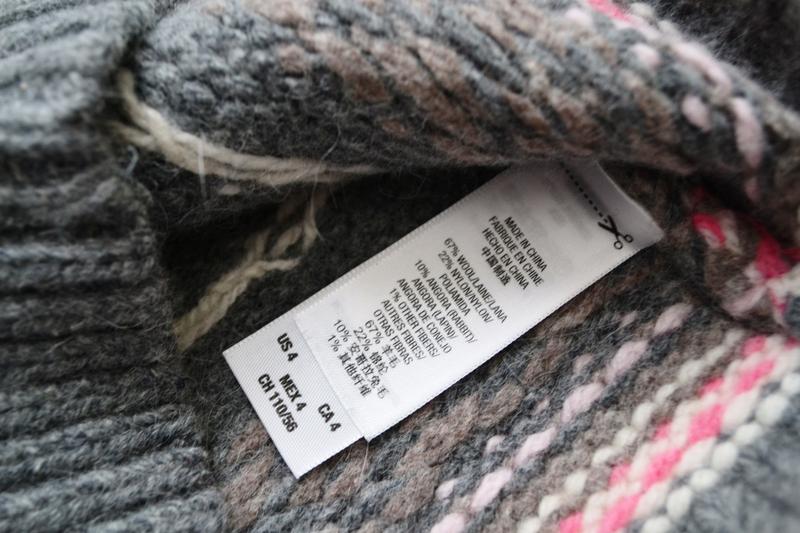 MADE IN CHINA
FABRIQUE EN CHINE
HECHO EN CHINA
中国制造
67% WOOL/LAINE/LANA
22% NYLON/NYLON/
POLIAMIDA
10% ANGORA (RABBIT)/
ANGORA (LAPIN)/
ANGORA DE CONEJO
1% OTHER FIBERS/
AUTRES FIBRES/
OTRAS FIBRAS
67% 羊毛
22% 锦纶
10% 安哥拉兔毛
1% 其他纤维
US 4 MEX 4 CA 4
CH 110/56